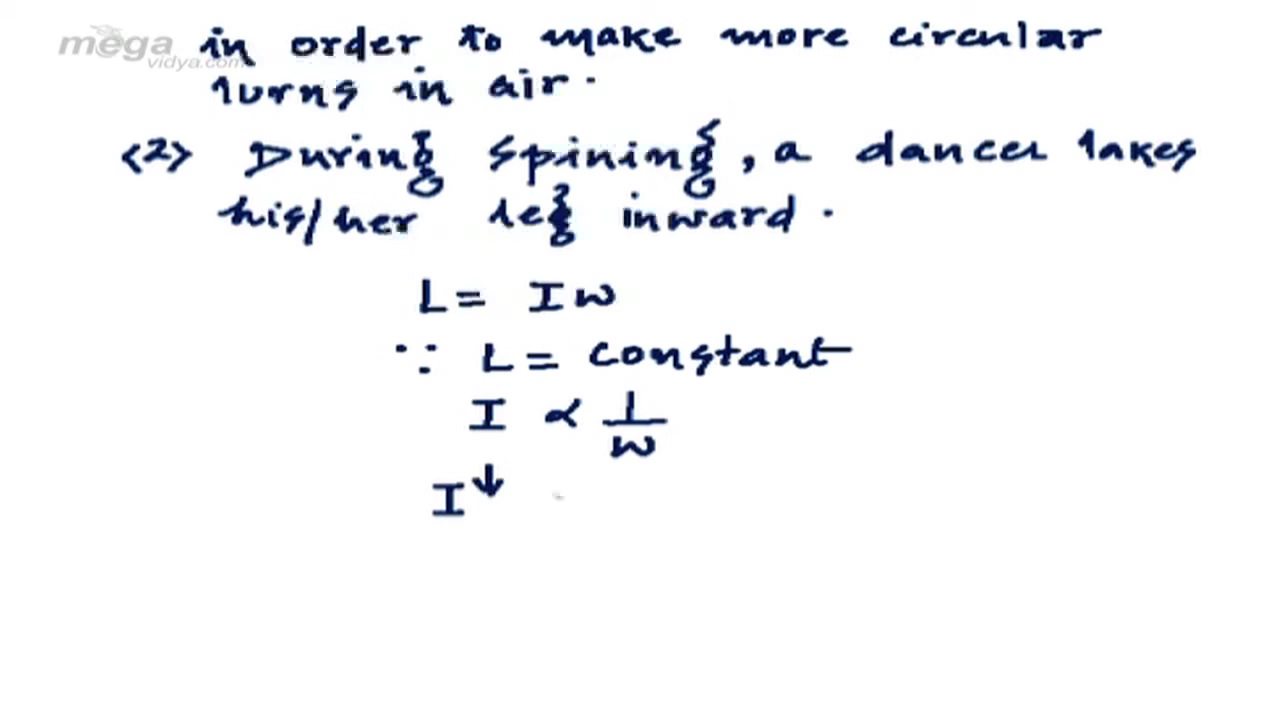 mega
vidya.com
in order to make more circular
turns in air.
<2> During spining, a dancer takes
his/her leg inward.
L = Iω
∵ L = constant
I ∝ 1/ω
I↓